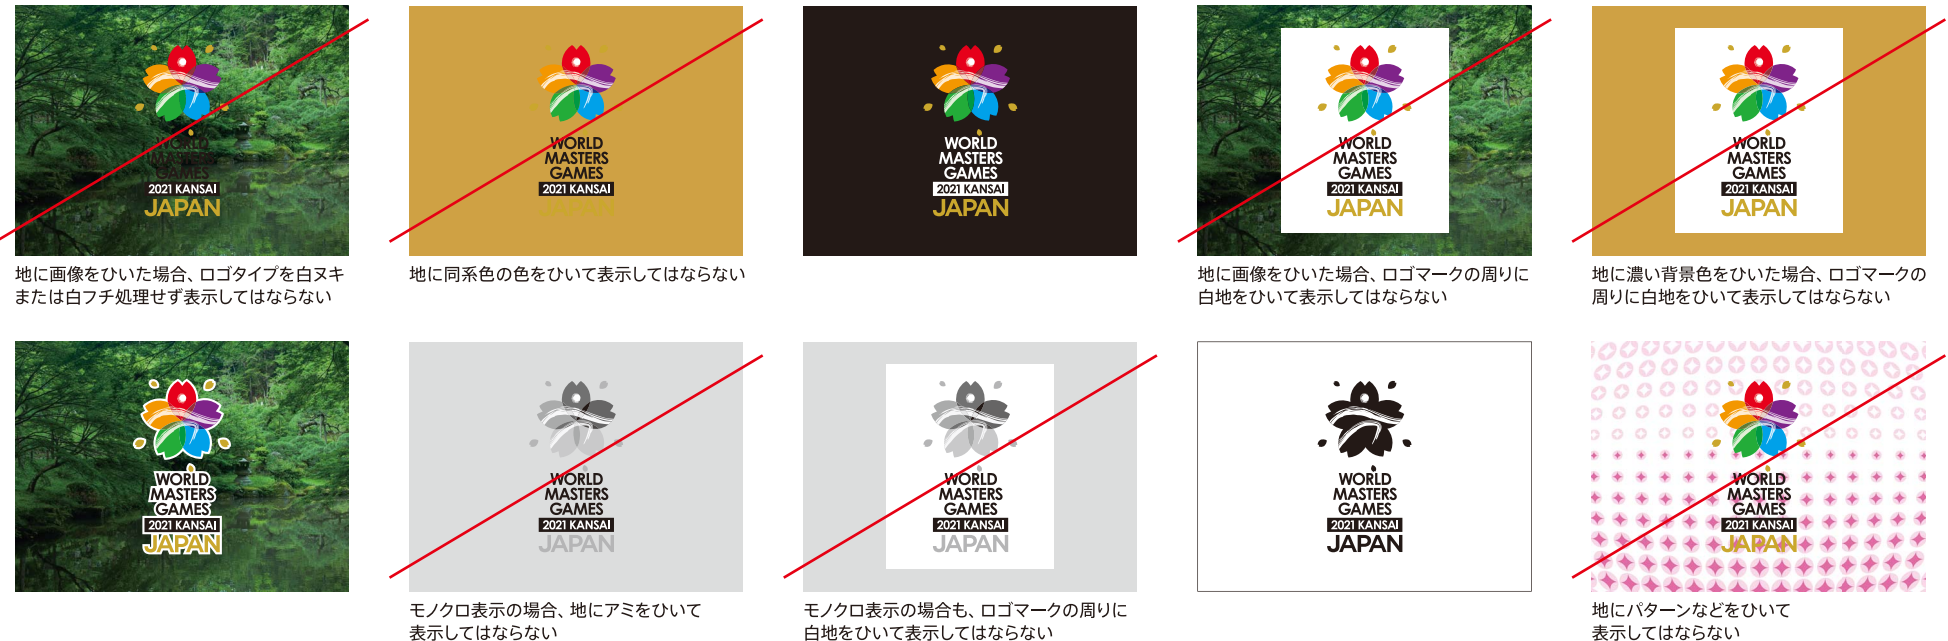 WORLD
MASTERS
GAMES
2021 KANSAI
JAPAN
地に画像をひいた場合、ロゴタイプを白ヌキ
または白フチ処理せず表示してはならない
WORLD
MASTERS
GAMES
2021 KANSAI
JAPAN
地に同系色の色をひいて表示してはならない
WORLD
MASTERS
GAMES
2021 KANSAI
JAPAN
WORLD
MASTERS
GAMES
2021 KANSAI
JAPAN
地に画像をひいた場合、ロゴマークの周りに
白地をひいて表示してはならない
WORLD
MASTERS
GAMES
2021 KANSAI
JAPAN
地に濃い背景色をひいた場合、ロゴマークの
周りに白地をひいて表示してはならない
WORLD
MASTERS
GAMES
2021 KANSAI
JAPAN
WORLD
MASTERS
GAMES
2021 KANSAI
JAPAN
モノクロ表示の場合、地にアミをひいて
表示してはならない
WORLD
MASTERS
GAMES
2021 KANSAI
JAPAN
モノクロ表示の場合も、ロゴマークの周りに
白地をひいて表示してはならない
WORLD
MASTERS
GAMES
2021 KANSAI
JAPAN
WORLD
MASTERS
GAMES
2021 KANSAI
JAPAN
地にパターンなどをひいて
表示してはならない